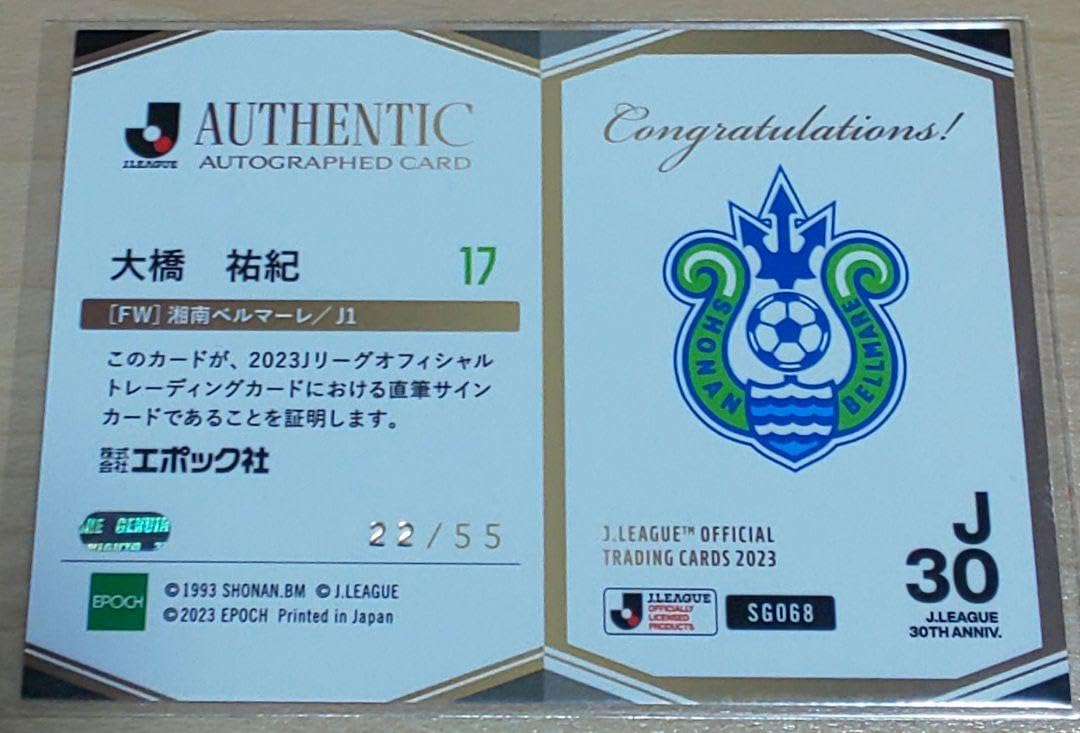 J.LEAGUE
AUTHENTIC
AUTOGRAPHED CARD
大橋　祐紀
17
[FW] 湘南ベルマーレ／J1
このカードが、2023Jリーグオフィシャル
トレーディングカードにおける直筆サイン
カードであることを証明します。
株式会社エポック社
GENUIN
22/55
EPOCH
©1993 SHONAN.BM ©J.LEAGUE
©2023 EPOCH Printed in Japan
Congratulations!
SHONAN BELLMARE
J.LEAGUE™ OFFICIAL
TRADING CARDS 2023
J.LEAGUE
OFFICIALLY
LICENSED
PRODUCTS
SG068
J
30
J.LEAGUE
30TH ANNIV.